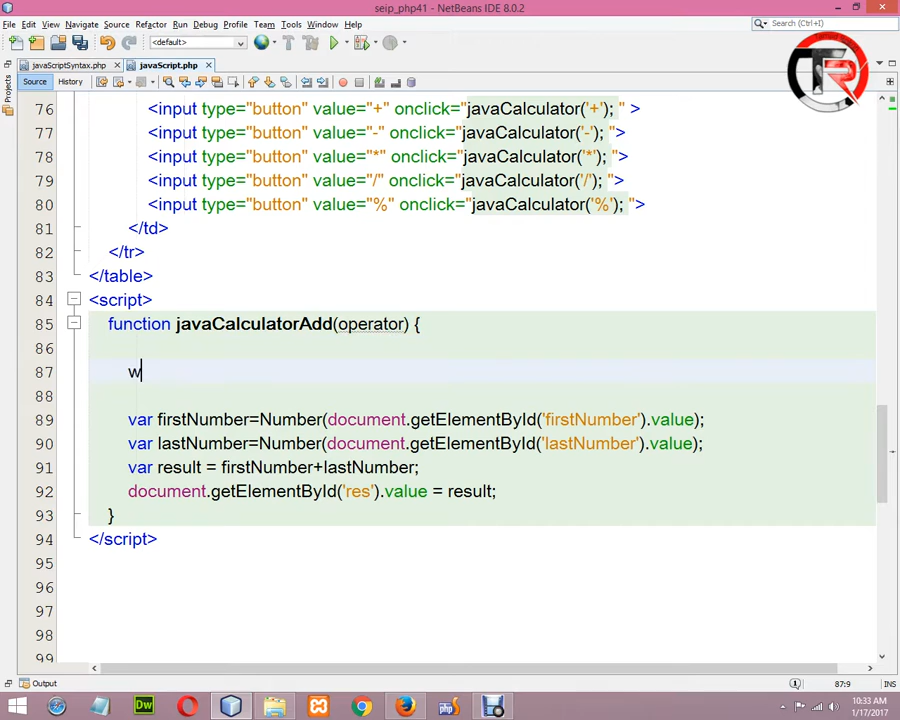 seip_php41 - NetBeans IDE 8.0.2
File Edit View Navigate Source Refactor Run Debug Profile Team Tools Window Help
Search (Ctrl+I)
<default>
javaScriptSyntax.php javaScript.php
Source History
Projects
TR
76 <input type="button" value="+" onclick="javaCalculator('+'); " >
77 <input type="button" value="-" onclick="javaCalculator('-'); ">
78 <input type="button" value="*" onclick="javaCalculator('*'); ">
79 <input type="button" value="/" onclick="javaCalculator('/'); ">
80 <input type="button" value="%" onclick="javaCalculator('%'); ">
81 </td>
82 </tr>
83 </table>
84 <script>
85 function javaCalculatorAdd(operator) {
86
87 w
88
89 var firstNumber=Number(document.getElementById('firstNumber').value);
90 var lastNumber=Number(document.getElementById('lastNumber').value);
91 var result = firstNumber+lastNumber;
92 document.getElementById('res').value = result;
93 }
94 </script>
95
96
97
98
99
Output
87:9 INS
10:33 AM
1/17/2017